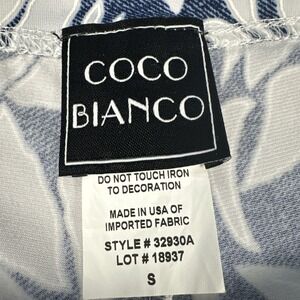 COCO
BIANCO
DO NOT TOUCH IRON
TO DECORATION
MADE IN USA OF
IMPORTED FABRIC
STYLE # 32930A
LOT # 18937
S